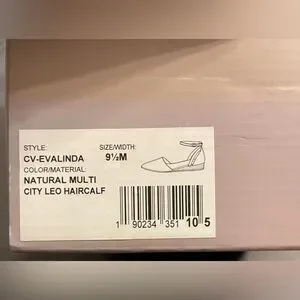 STYLE: SIZE/WIDTH:
CV-EVALINDA 9½M
COLOR/MATERIAL:
NATURAL MULTI
CITY LEO HAIRCALF
1 90234 351 10 5